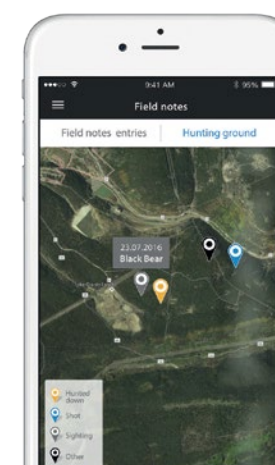 9:41 AM
95%
Field notes
Field notes entries
Hunting ground
23.07.2016
Black Bear
Hunted
down
Shot
Sighting
Other